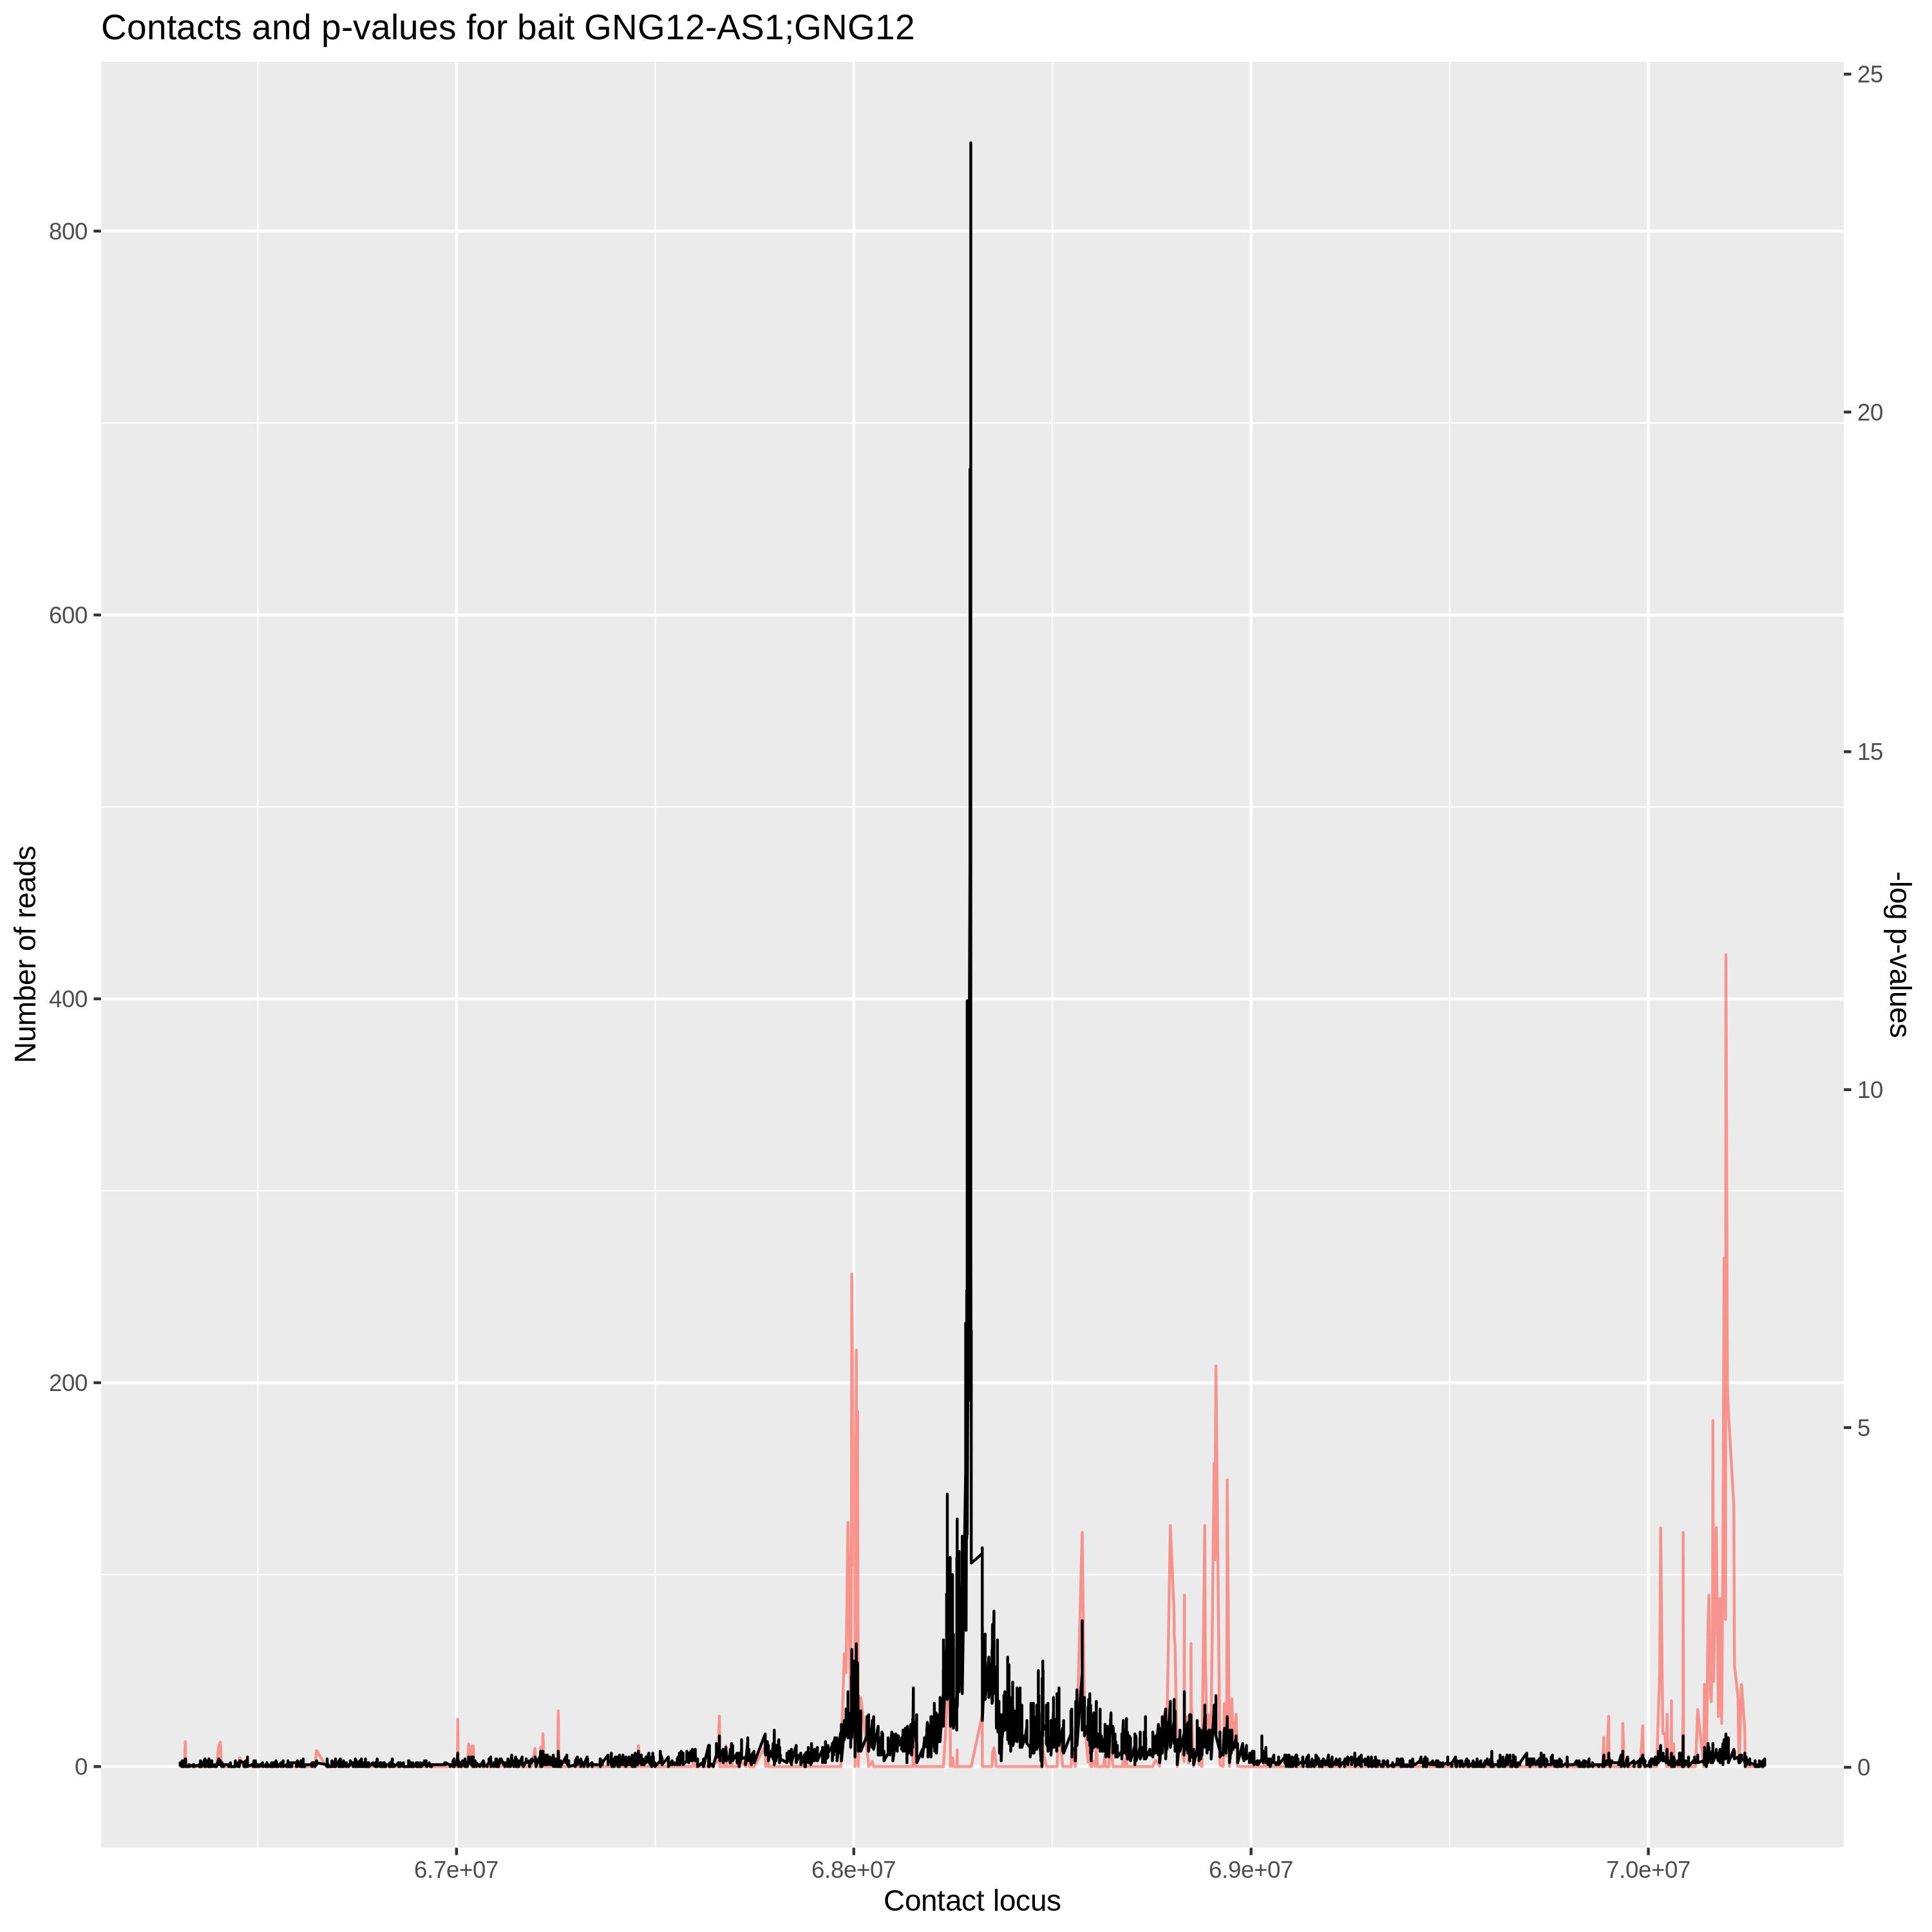 Contacts and p-values for bait GNG12-AS1;GNG12
Number of reads
800
600
400
200
0
25
20
15
10
5
0
-log p-values
6.7e+07
6.8e+07
6.9e+07
7.0e+07
Contact locus